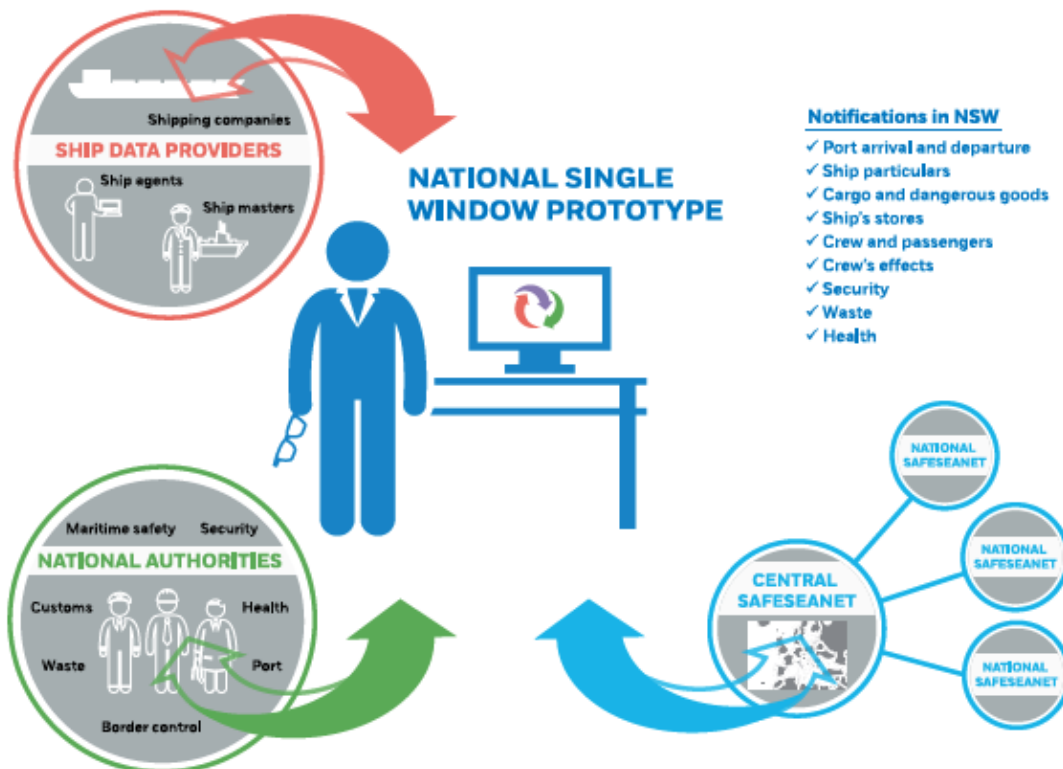 Shipping companies
SHIP DATA PROVIDERS
Ship agents
Ship masters
NATIONAL SINGLE
WINDOW PROTOTYPE
Notifications in NSW
✓ Port arrival and departure
✓ Ship particulars
✓ Cargo and dangerous goods
✓ Ship's stores
✓ Crew and passengers
✓ Crew's effects
✓ Security
✓ Waste
✓ Health
Maritime safety
Security
NATIONAL AUTHORITIES
Customs
Health
Waste
Port
Border control
CENTRAL
SAFESEANET
NATIONAL
SAFESEANET
NATIONAL
SAFESEANET
NATIONAL
SAFESEANET